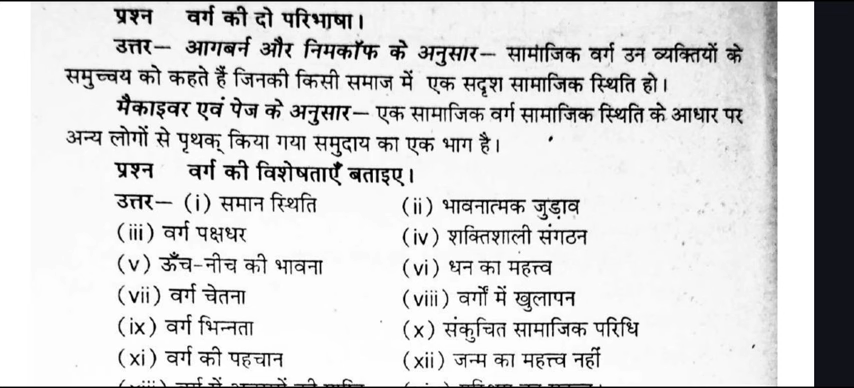 प्रश्न वर्ग की दो परिभाषा।
उत्तर— आगबर्न और निमकॉफ के अनुसार— सामाजिक वर्ग उन व्यक्तियों के
समुच्चय को कहते हैं जिनकी किसी समाज में एक सदृश सामाजिक स्थिति हो।
मैकाइवर एवं पेज के अनुसार— एक सामाजिक वर्ग सामाजिक स्थिति के आधार पर
अन्य लोगों से पृथक् किया गया समुदाय का एक भाग है।
प्रश्न वर्ग की विशेषताएँ बताइए।
उत्तर— (i) समान स्थिति (ii) भावनात्मक जुड़ाव
(iii) वर्ग पक्षधर (iv) शक्तिशाली संगठन
(v) ऊँच-नीच की भावना (vi) धन का महत्त्व
(vii) वर्ग चेतना (viii) वर्गों में खुलापन
(ix) वर्ग भिन्नता (x) संकुचित सामाजिक परिधि
(xi) वर्ग की पहचान (xii) जन्म का महत्त्व नहीं